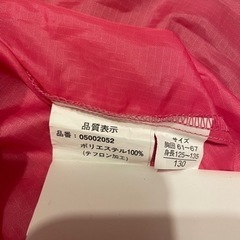 品質表示
品番：05002052
ポリエステル100%
(テフロン加工)
サイズ
胸囲 61~67
身長 125~135
130